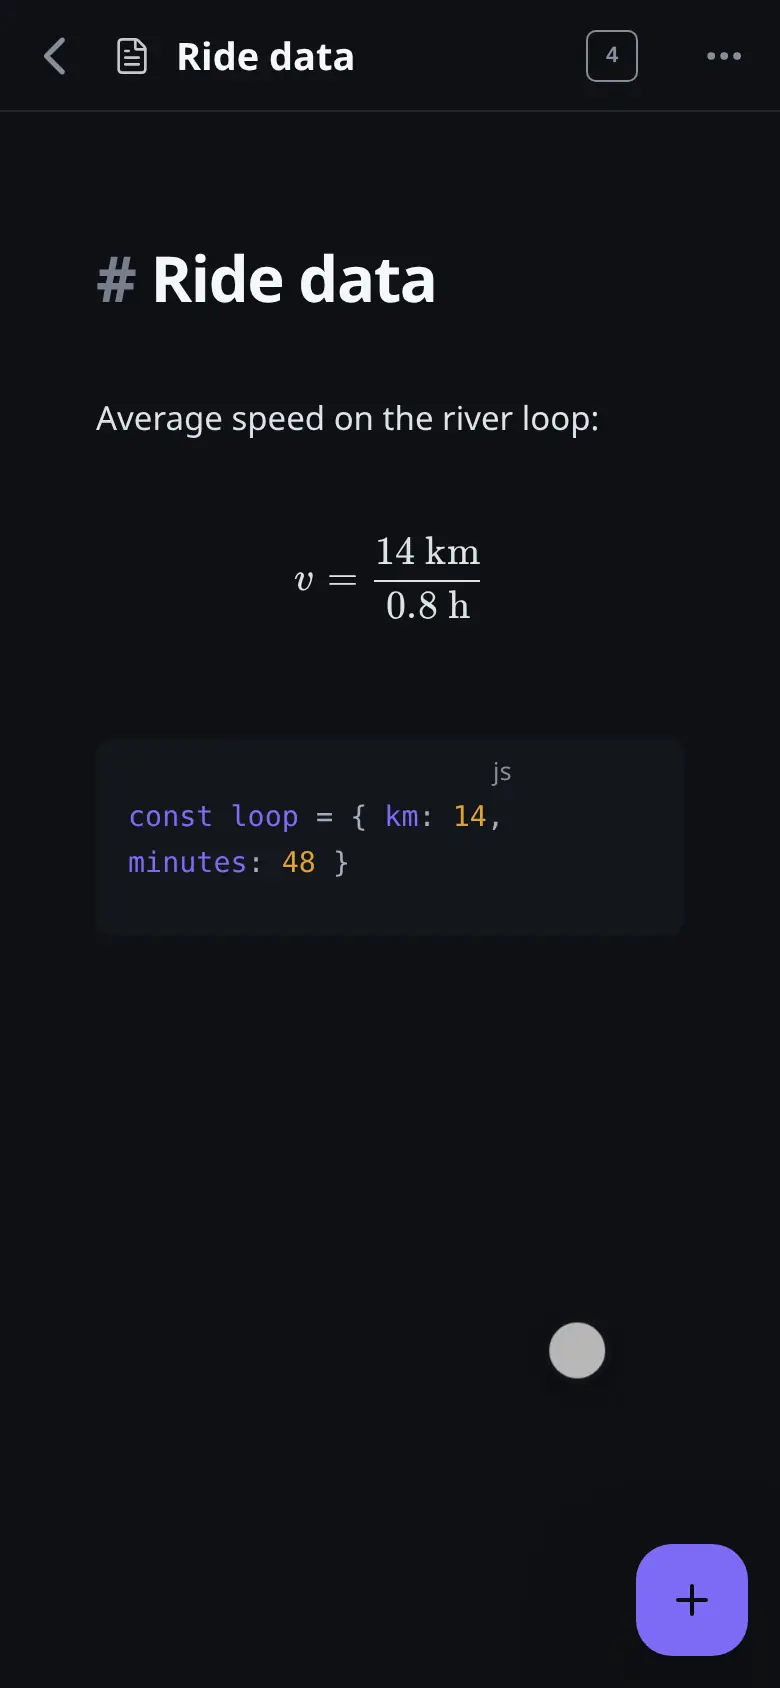 Ride data
4
# Ride data
Average speed on the river loop:
v = 14 km / 0.8 h
js
const loop = { km: 14,
minutes: 48 }